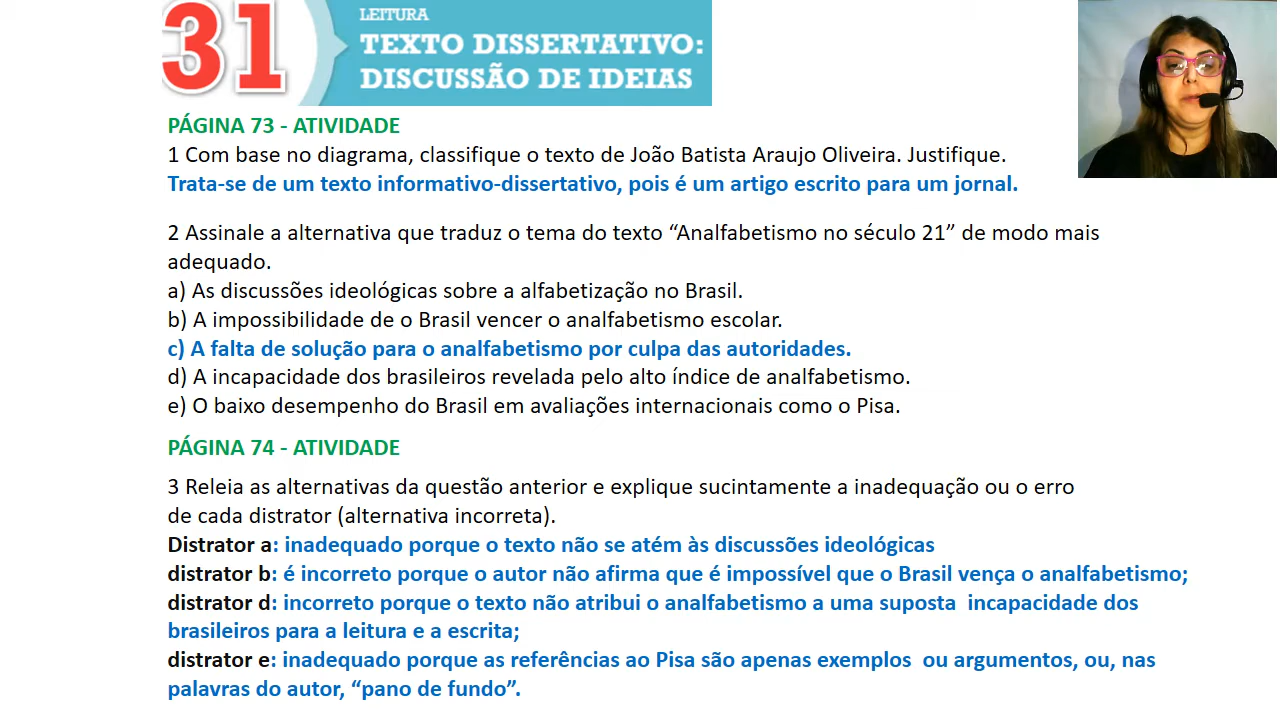 31
LEITURA
TEXTO DISSERTATIVO:
DISCUSSÃO DE IDEIAS
PÁGINA 73 - ATIVIDADE
1 Com base no diagrama, classifique o texto de João Batista Araujo Oliveira. Justifique.
Trata-se de um texto informativo-dissertativo, pois é um artigo escrito para um jornal.
2 Assinale a alternativa que traduz o tema do texto “Analfabetismo no século 21” de modo mais
adequado.
a) As discussões ideológicas sobre a alfabetização no Brasil.
b) A impossibilidade de o Brasil vencer o analfabetismo escolar.
c) A falta de solução para o analfabetismo por culpa das autoridades.
d) A incapacidade dos brasileiros revelada pelo alto índice de analfabetismo.
e) O baixo desempenho do Brasil em avaliações internacionais como o Pisa.
PÁGINA 74 - ATIVIDADE
3 Releia as alternativas da questão anterior e explique sucintamente a inadequação ou o erro
de cada distrator (alternativa incorreta).
Distrator a: inadequado porque o texto não se atém às discussões ideológicas
distrator b: é incorreto porque o autor não afirma que é impossível que o Brasil vença o analfabetismo;
distrator d: incorreto porque o texto não atribui o analfabetismo a uma suposta incapacidade dos
brasileiros para a leitura e a escrita;
distrator e: inadequado porque as referências ao Pisa são apenas exemplos ou argumentos, ou, nas
palavras do autor, “pano de fundo”.